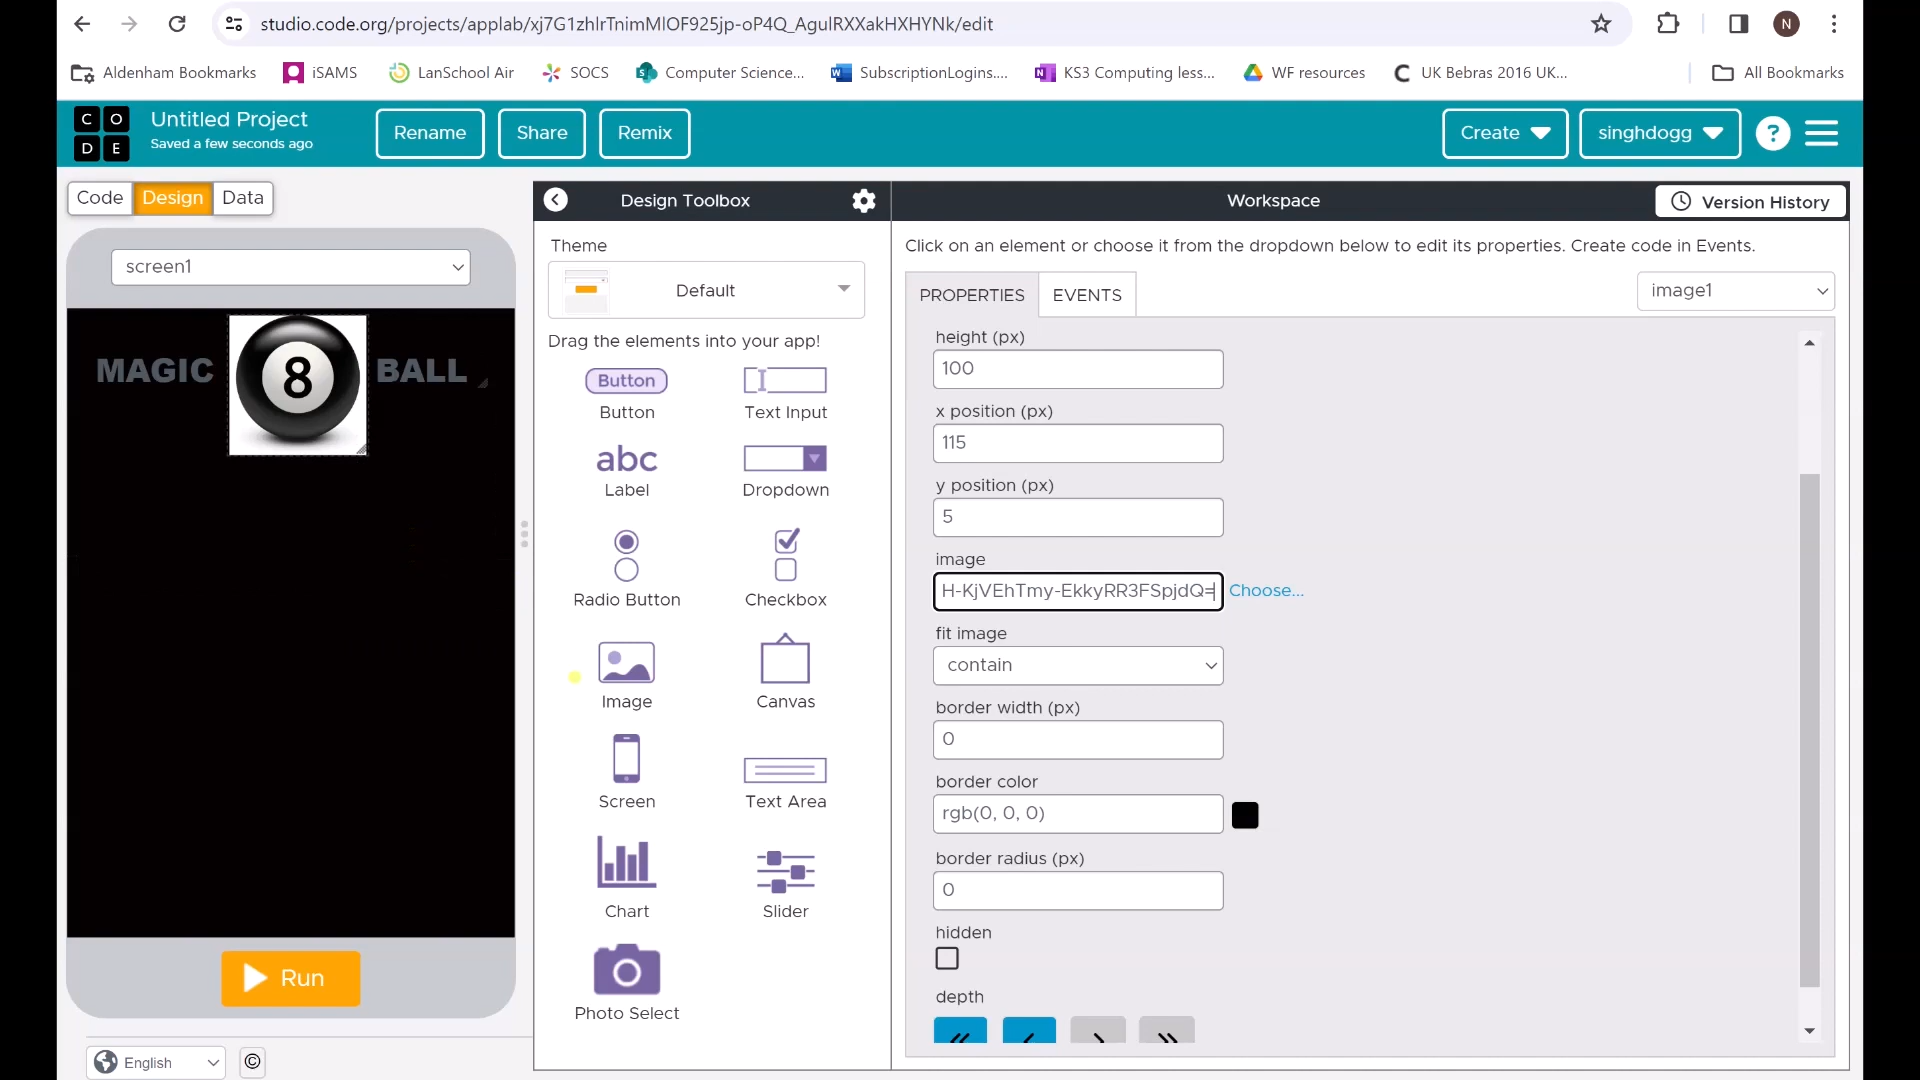 studio.code.org/projects/applab/xj7G1zhlrTnimMlOF925jp-oP4Q_AgulRXXakHXHYNk/edit
N
Aldenham Bookmarks iSAMS LanSchool Air SOCS Computer Science... SubscriptionLogins.... KS3 Computing less... WF resources UK Bebras 2016 UK... All Bookmarks
C O
D E
Untitled Project
Saved a few seconds ago
Rename Share Remix
Create singhdogg ?
Code Design Data
Design Toolbox
Workspace
Version History
screen1
MAGIC 8 BALL
Run
English ©
Theme
Default
Drag the elements into your app!
Button
Button Text Input
abc
Label Dropdown
Radio Button Checkbox
Image Canvas
Screen Text Area
Chart Slider
Photo Select
Click on an element or choose it from the dropdown below to edit its properties. Create code in Events.
PROPERTIES EVENTS
image1
height (px)
100
x position (px)
115
y position (px)
5
image
H-KjVEhTmy-EkkyRR3FSpjdQ= Choose...
fit image
contain
border width (px)
0
border color
rgb(0, 0, 0)
border radius (px)
0
hidden
depth